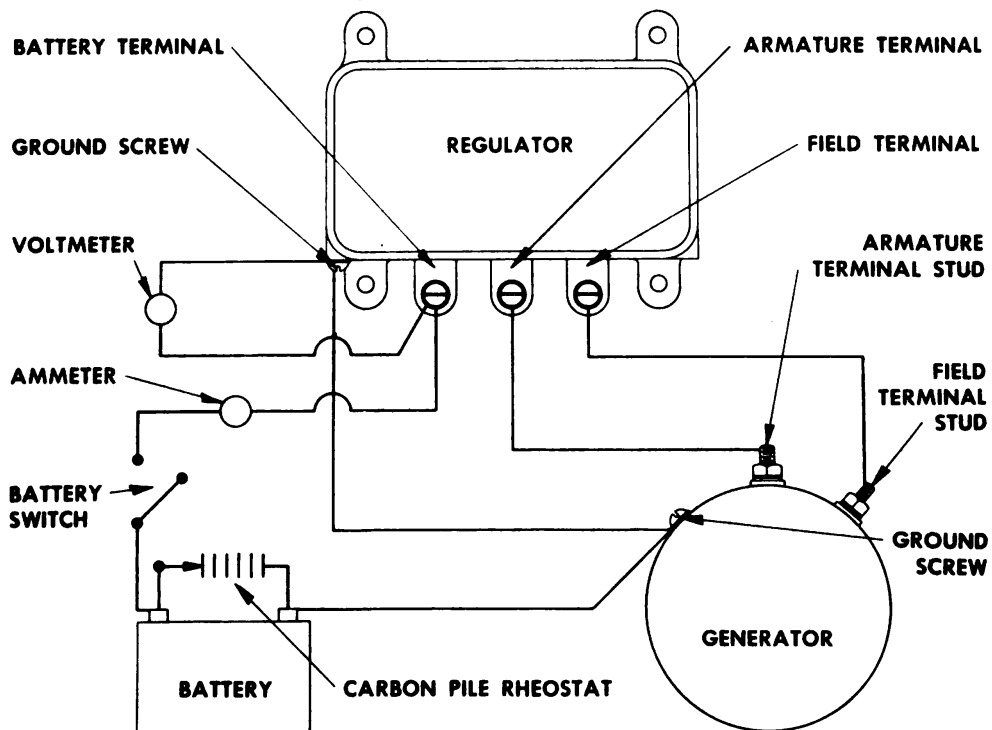 BATTERY TERMINAL
ARMATURE TERMINAL
GROUND SCREW
REGULATOR
FIELD TERMINAL
VOLTMETER
ARMATURE
TERMINAL STUD
AMMETER
FIELD
TERMINAL
STUD
BATTERY
SWITCH
GROUND
SCREW
GENERATOR
BATTERY
CARBON PILE RHEOSTAT